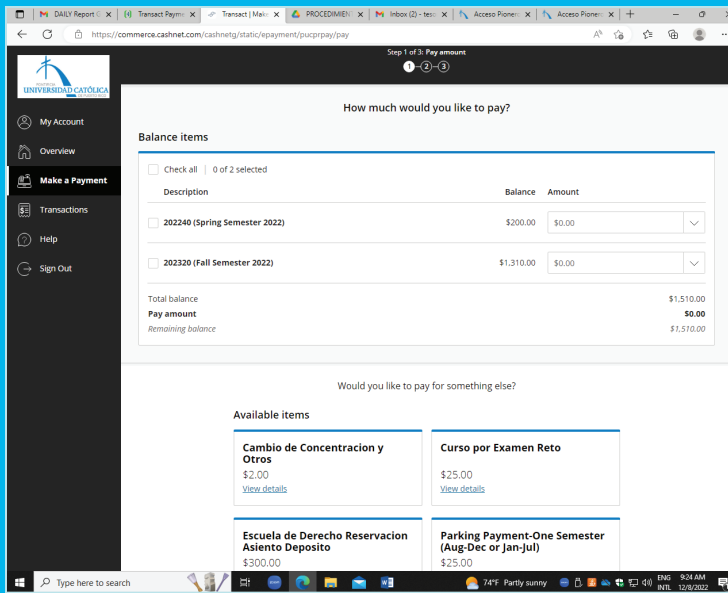 DAILY Report
Transact Payme
Transact | Make
PROCEDIMIEN
Inbox (2) - teso
Acceso Pionero
Acceso Pionero
https://commerce.cashnet.com/cashnetg/static/epayment/pucprpay/pay
Step 1 of 3: Pay amount
1 2 3
UNIVERSIDAD CATÓLICA
My Account
Overview
Make a Payment
Transactions
Help
Sign Out
How much would you like to pay?
Balance items
Check all | 0 of 2 selected
Description Balance Amount
202240 (Spring Semester 2022) $200.00 $0.00
202320 (Fall Semester 2022) $1,310.00 $0.00
Total balance $1,510.00
Pay amount $0.00
Remaining balance $1,510.00
Would you like to pay for something else?
Available items
Cambio de Concentracion y
Otros
$2.00
View details
Curso por Examen Reto
$25.00
View details
Escuela de Derecho Reservacion
Asiento Deposito
$300.00
Parking Payment-One Semester
(Aug-Dec or Jan-Jul)
$25.00
Type here to search
74°F Partly sunny
ENG
INTL
9:24 AM
12/8/2022